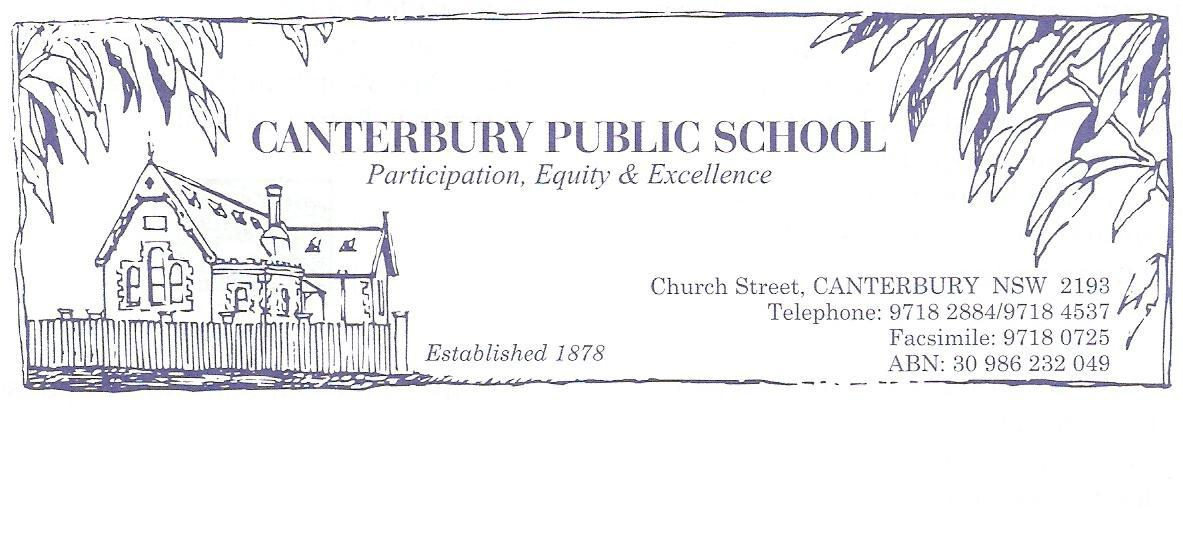 CANTERBURY PUBLIC SCHOOL
Participation, Equity & Excellence
Church Street, CANTERBURY NSW 2193
Telephone: 9718 2884/9718 4537
Facsimile: 9718 0725
Established 1878
ABN: 30 986 232 049